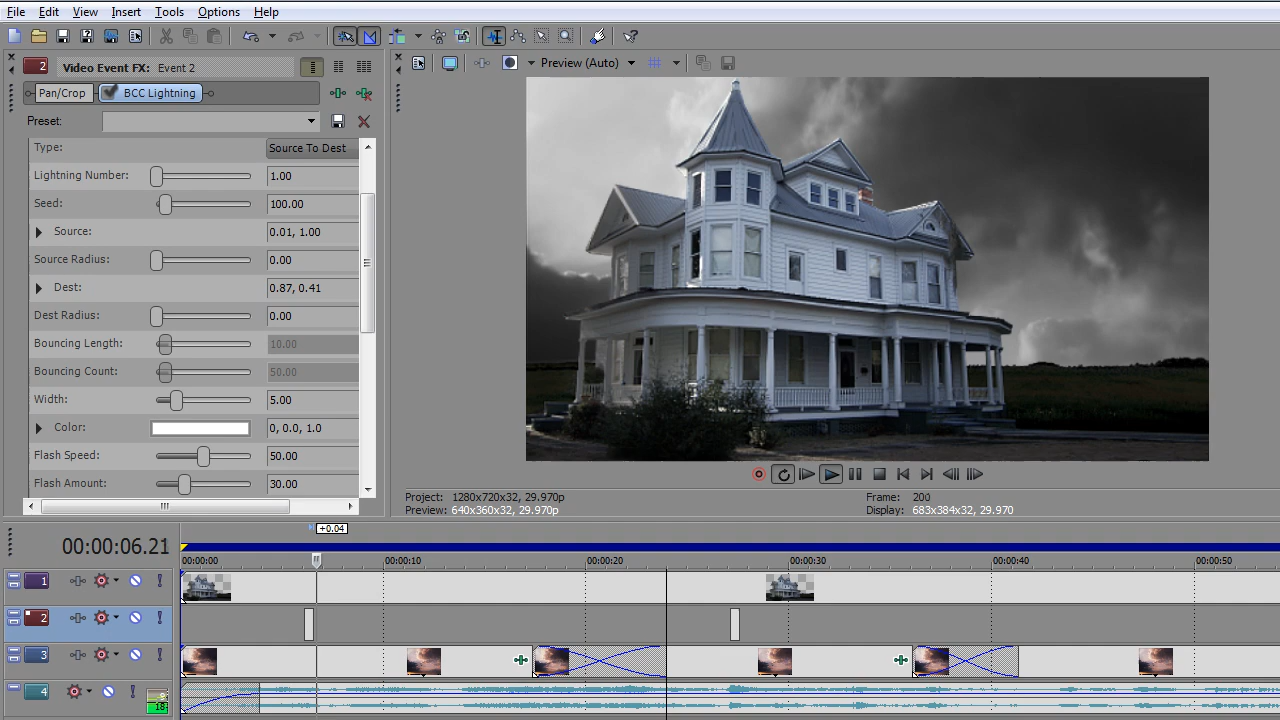 File Edit View Insert Tools Options Help
2 Video Event FX: Event 2
Preview (Auto)
Pan/Crop BCC Lightning
Preset:
Type: Source To Dest
Lightning Number: 1.00
Seed: 100.00
Source: 0.01, 1.00
Source Radius: 0.00
Dest: 0.87, 0.41
Dest Radius: 0.00
Bouncing Length: 10.00
Bouncing Count: 50.00
Width: 5.00
Color: 0, 0.0, 1.0
Flash Speed: 50.00
Flash Amount: 30.00
Project: 1280x720x32, 29.970p Frame: 200
Preview: 640x360x32, 29.970p Display: 683x384x32, 29.970
+0.04
00:00:06.21
00:00:00 00:00:10 00:00:20 00:00:30 00:00:40 00:00:50
1
2
3
4
18